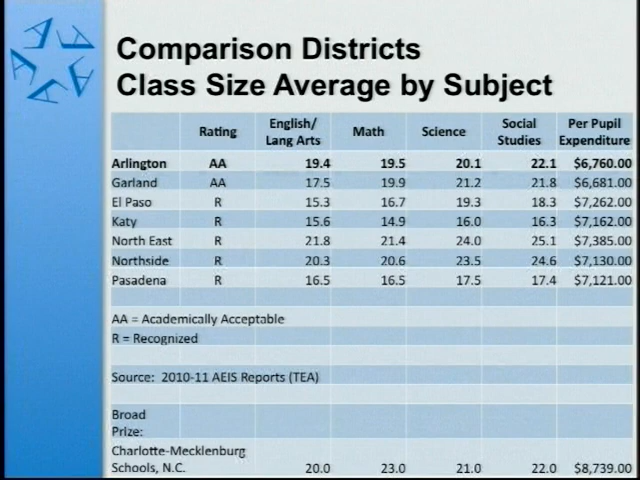 Comparison Districts
Class Size Average by Subject
Rating English/ Lang Arts Math Science Social Studies Per Pupil Expenditure
Arlington AA 19.4 19.5 20.1 22.1 $6,760.00
Garland AA 17.5 19.9 21.2 21.8 $6,681.00
El Paso R 15.3 16.7 19.3 18.3 $7,262.00
Katy R 15.6 14.9 16.0 16.3 $7,162.00
North East R 21.8 21.4 24.0 25.1 $7,385.00
Northside R 20.3 20.6 23.5 24.6 $7,130.00
Pasadena R 16.5 16.5 17.5 17.4 $7,121.00
AA = Academically Acceptable
R = Recognized
Source: 2010-11 AEIS Reports (TEA)
Broad
Prize:
Charlotte-Mecklenburg
Schools, N.C. 20.0 23.0 21.0 22.0 $8,739.00